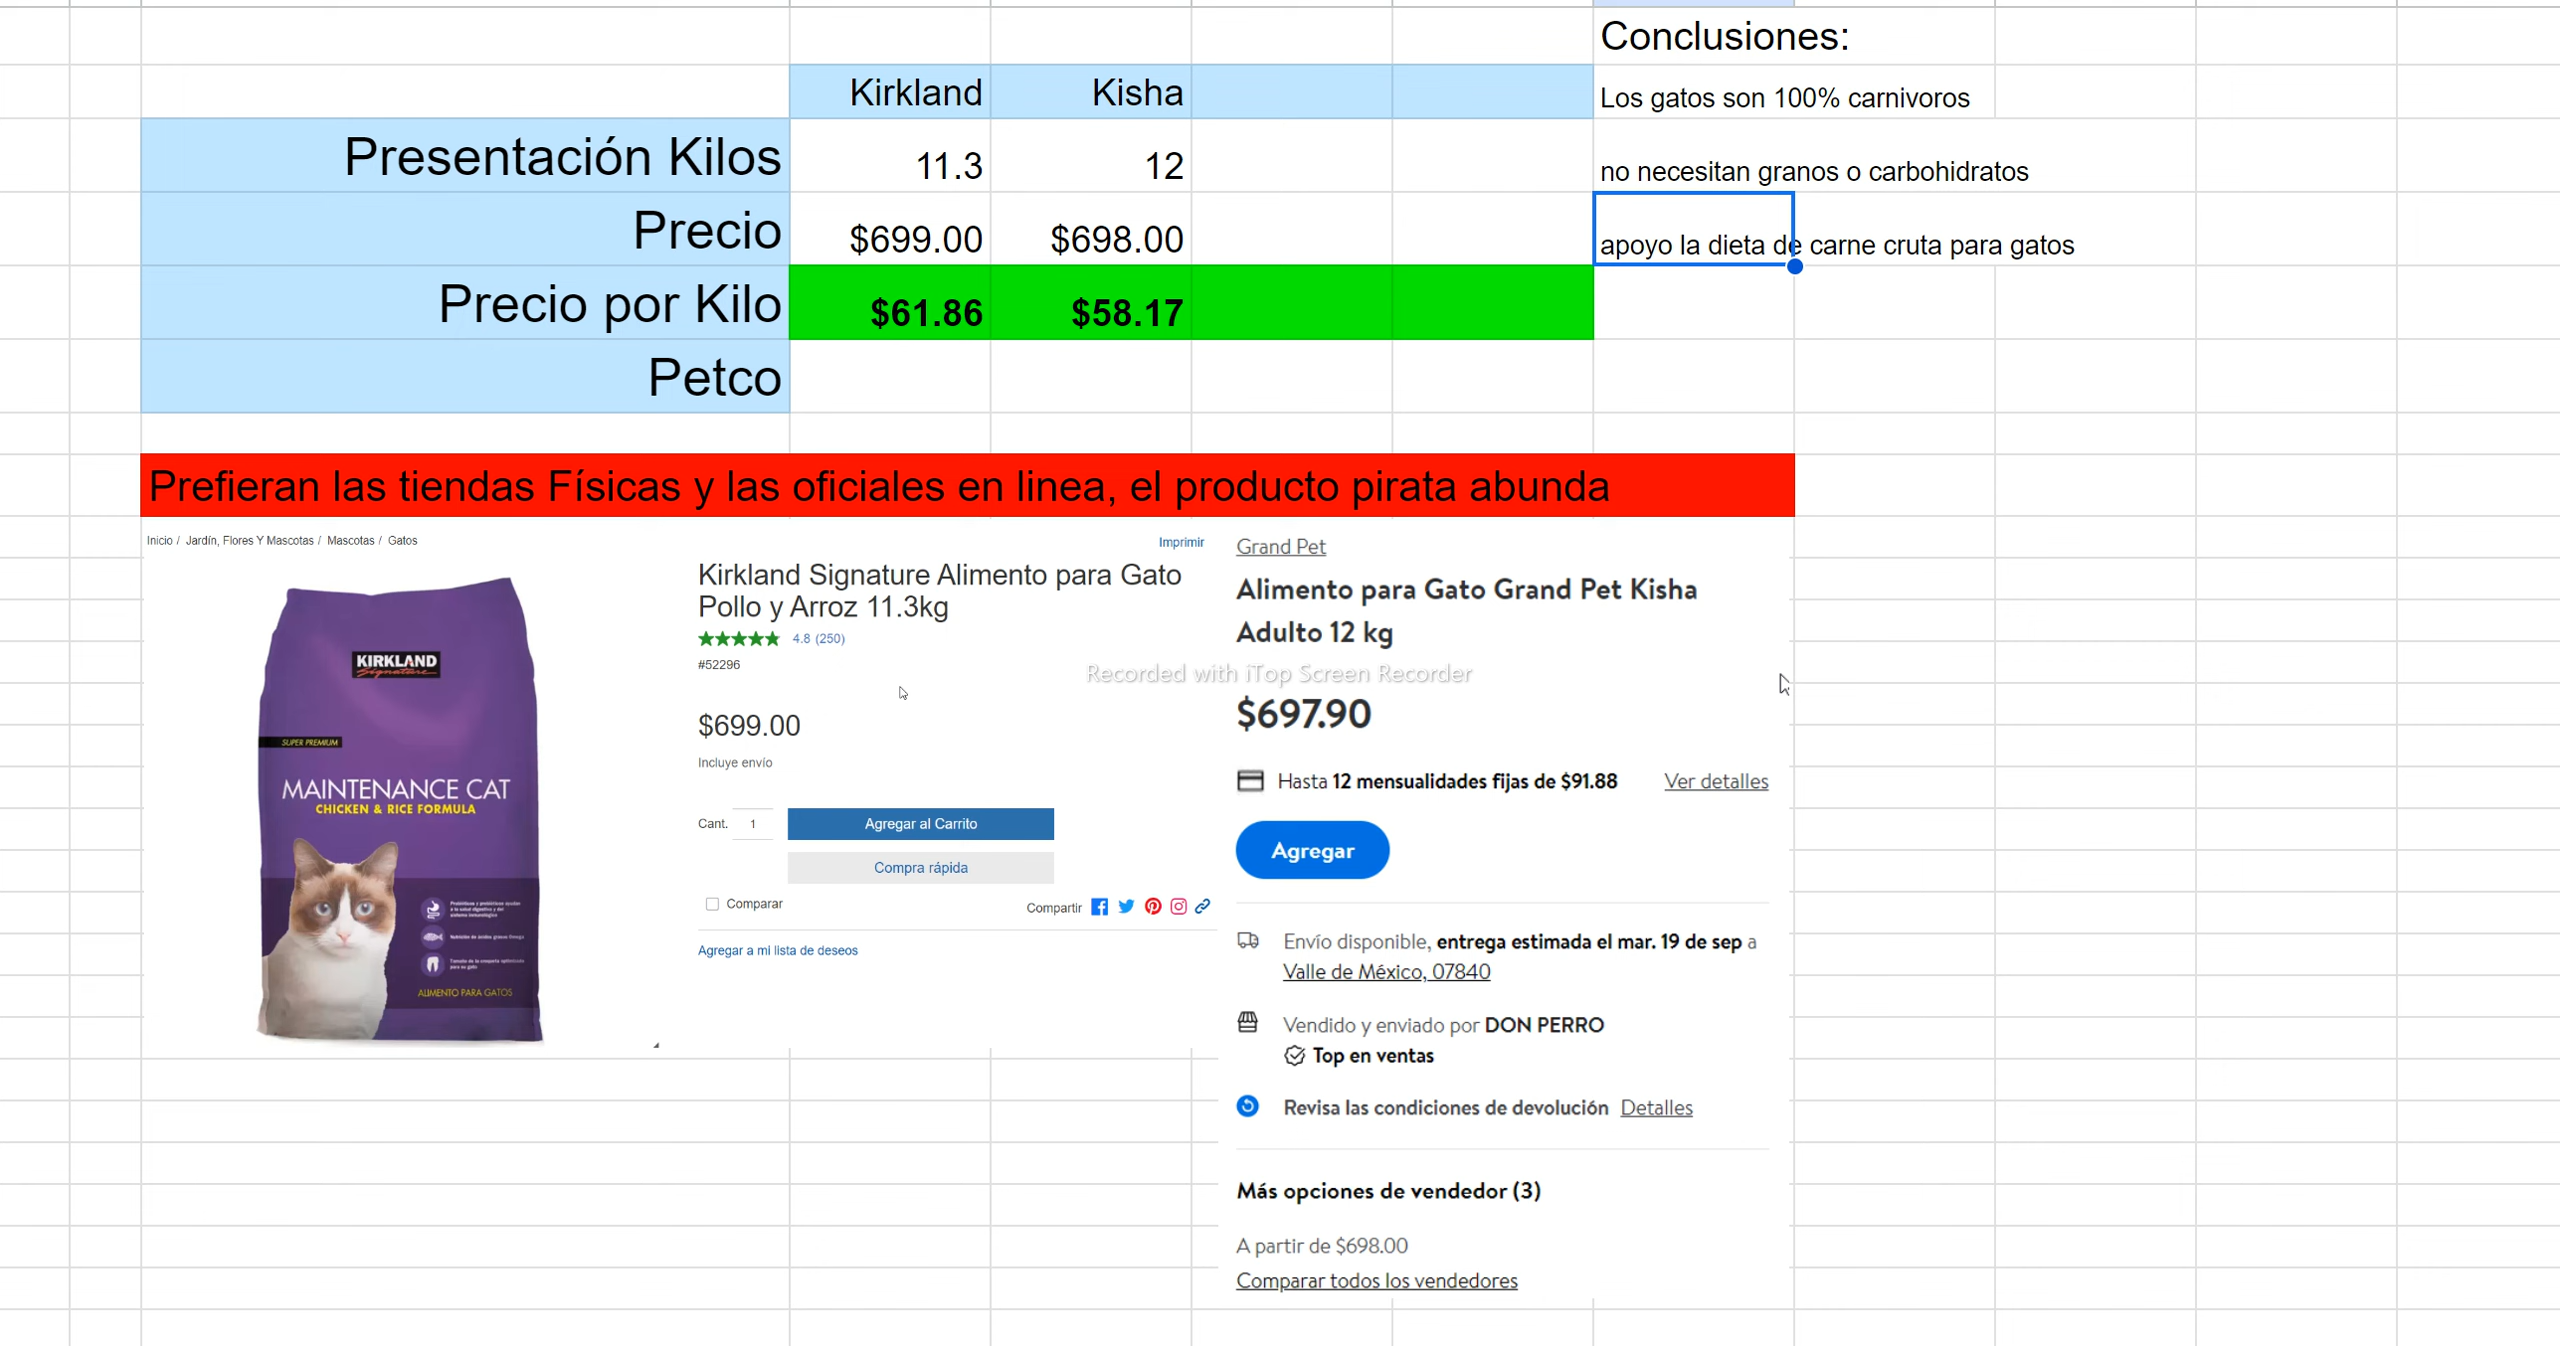 Conclusiones:
Kirkland Kisha
Los gatos son 100% carnivoros
Presentación Kilos 11.3 12
no necesitan granos o carbohidratos
Precio $699.00 $698.00
apoyo la dieta de carne cruta para gatos
Precio por Kilo $61.86 $58.17
Petco
Prefieran las tiendas Físicas y las oficiales en linea, el producto pirata abunda
Inicio / Jardín, Flores Y Mascotas / Mascotas / Gatos
Imprimir
Kirkland Signature Alimento para Gato
Pollo y Arroz 11.3kg
4.8 (250)
#52296
$699.00
Incluye envío
Cant. 1 Agregar al Carrito
Compra rápida
Comparar
Compartir
Agregar a mi lista de deseos
KIRKLAND
Signature
SUPER PREMIUM
MAINTENANCE CAT
CHICKEN & RICE FORMULA
ALIMENTO PARA GATOS
Grand Pet
Alimento para Gato Grand Pet Kisha
Adulto 12 kg
Recorded with iTop Screen Recorder
$697.90
Hasta 12 mensualidades fijas de $91.88 Ver detalles
Agregar
Envío disponible, entrega estimada el mar. 19 de sep a
Valle de México, 07840
Vendido y enviado por DON PERRO
Top en ventas
Revisa las condiciones de devolución Detalles
Más opciones de vendedor (3)
A partir de $698.00
Comparar todos los vendedores